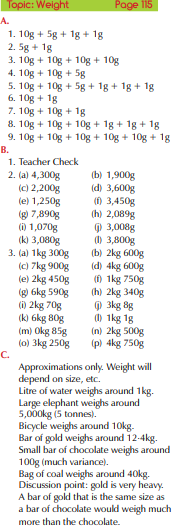 Topic: Weight Page 115
A.
1. 10g + 5g + 1g + 1g
2. 5g + 1g
3. 10g + 10g + 10g + 10g
4. 10g + 10g + 5g
5. 10g + 10g + 5g + 1g + 1g + 1g
6. 10g + 1g
7. 10g + 10g + 1g
8. 10g + 10g + 10g + 1g + 1g + 1g
9. 10g + 10g + 10g + 10g + 10g + 1g
B.
1. Teacher Check
2. (a) 4,300g (b) 1,900g
(c) 2,200g (d) 3,600g
(e) 1,250g (f) 3,450g
(g) 7,890g (h) 2,089g
(i) 1,070g (j) 3,008g
(k) 3,080g (l) 3,800g
3. (a) 1kg 300g (b) 2kg 600g
(c) 7kg 900g (d) 4kg 600g
(e) 2kg 450g (f) 1kg 750g
(g) 6kg 590g (h) 2kg 340g
(i) 2kg 70g (j) 3kg 8g
(k) 6kg 80g (l) 1kg 1g
(m) 0kg 85g (n) 2kg 500g
(o) 3kg 250g (p) 4kg 750g
C.
Approximations only. Weight will
depend on size, etc.
Litre of water weighs around 1kg.
Large elephant weighs around
5,000kg (5 tonnes).
Bicycle weighs around 10kg.
Bar of gold weighs around 12·4kg.
Small bar of chocolate weighs around
100g (much variance).
Bag of coal weighs around 40kg.
Discussion point: gold is very heavy.
A bar of gold that is the same size as
a bar of chocolate would weigh much
more than the chocolate.